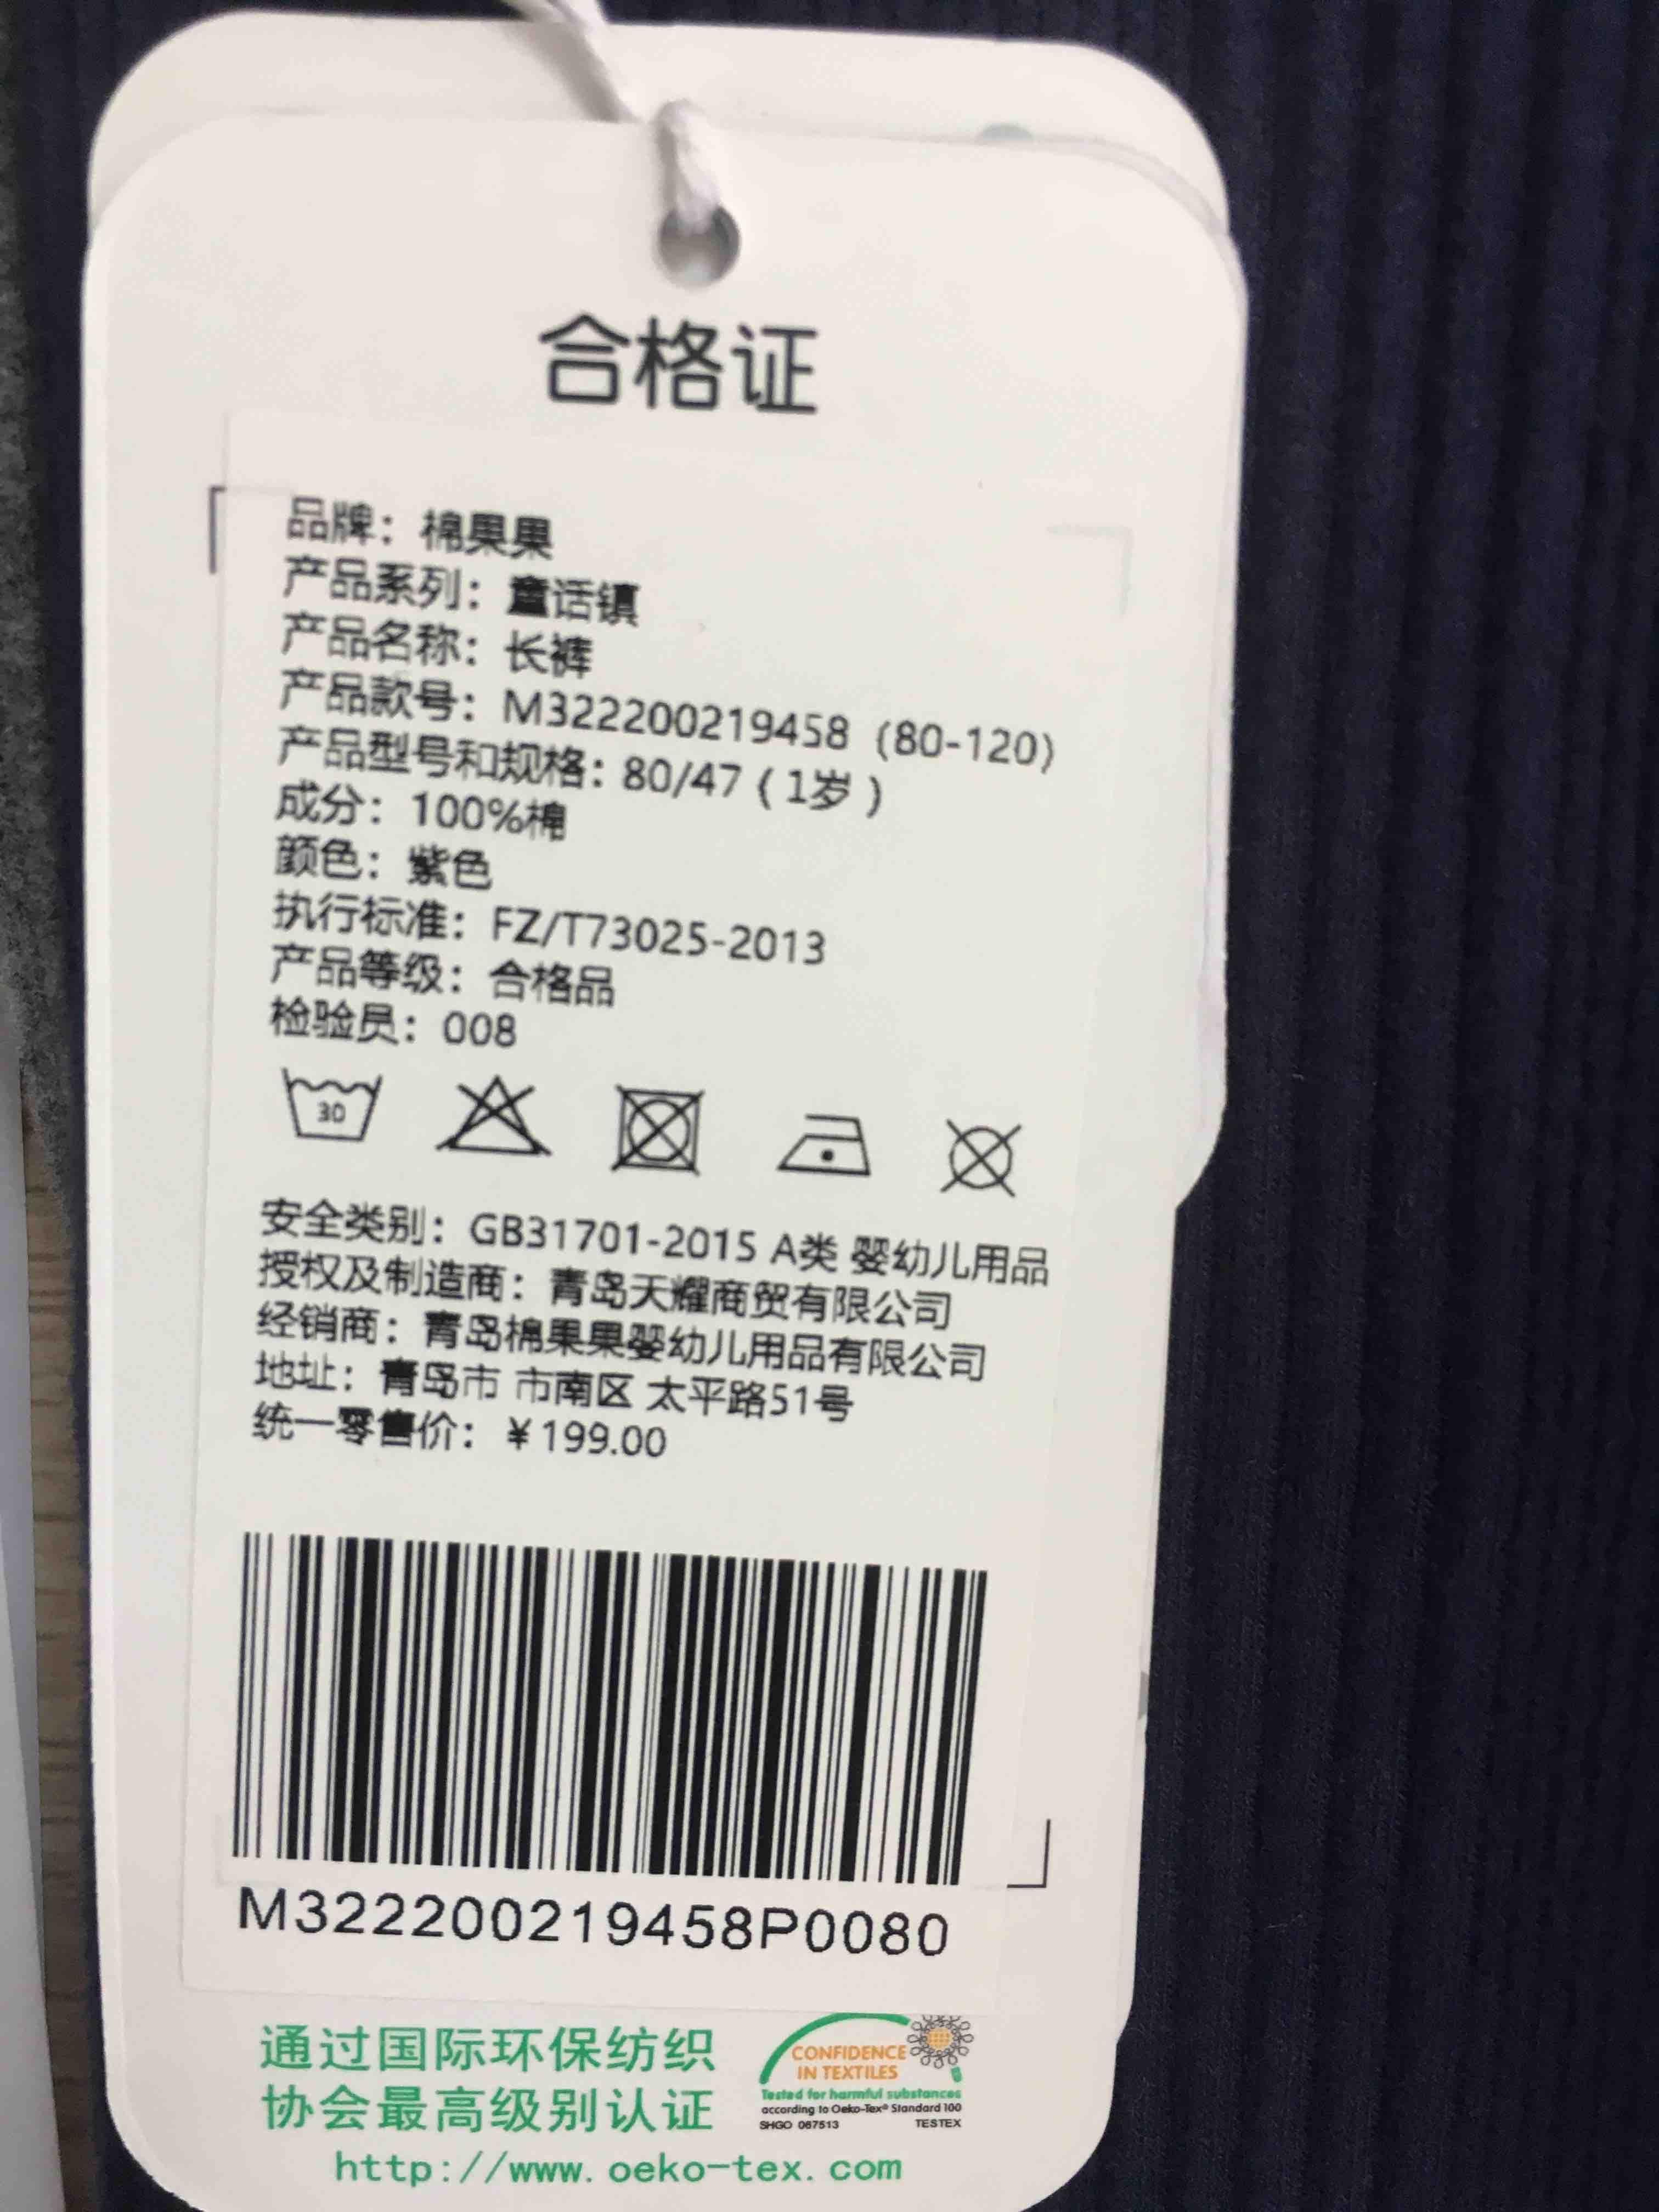 合格证
品牌：棉果果
产品系列：童话镇
产品名称：长裤
产品款号：M322200219458 (80-120)
产品型号和规格：80/47（1岁）
成分：100%棉
颜色：紫色
执行标准：FZ/T73025-2013
产品等级：合格品
检验员：008
30
安全类别：GB31701-2015 A类 婴幼儿用品
授权及制造商：青岛天耀商贸有限公司
经销商：青岛棉果果婴幼儿用品有限公司
地址：青岛市 市南区 太平路51号
统一零售价：￥199.00
M322200219458P0080
通过国际环保纺织
协会最高级别认证
http://www.oeko-tex.com
CONFIDENCE
IN TEXTILES
Tested for harmful substances
according to Oeko-Tex® Standard 100
SHGO 067513 TESTEX